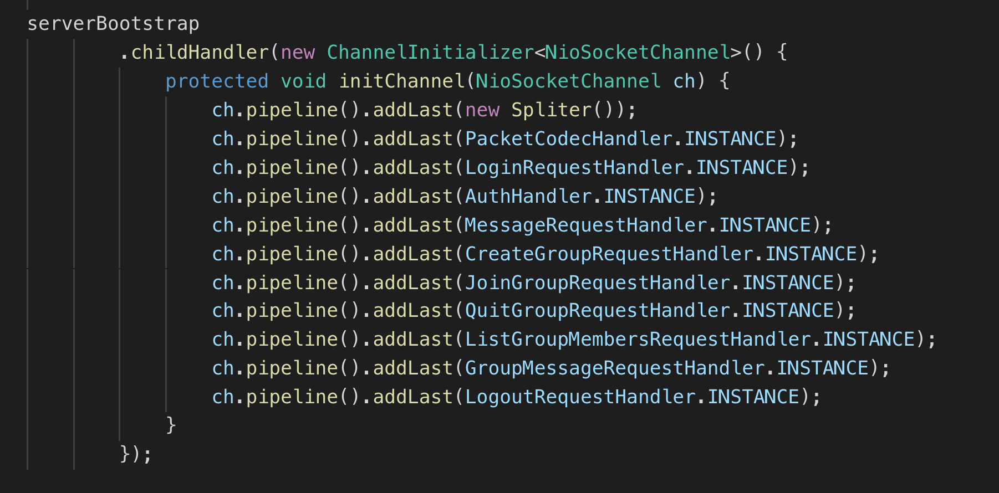 serverBootstrap
.childHandler(new ChannelInitializer<NioSocketChannel>() {
protected void initChannel(NioSocketChannel ch) {
ch.pipeline().addLast(new Spliter());
ch.pipeline().addLast(PacketCodecHandler.INSTANCE);
ch.pipeline().addLast(LoginRequestHandler.INSTANCE);
ch.pipeline().addLast(AuthHandler.INSTANCE);
ch.pipeline().addLast(MessageRequestHandler.INSTANCE);
ch.pipeline().addLast(CreateGroupRequestHandler.INSTANCE);
ch.pipeline().addLast(JoinGroupRequestHandler.INSTANCE);
ch.pipeline().addLast(QuitGroupRequestHandler.INSTANCE);
ch.pipeline().addLast(ListGroupMembersRequestHandler.INSTANCE);
ch.pipeline().addLast(GroupMessageRequestHandler.INSTANCE);
ch.pipeline().addLast(LogoutRequestHandler.INSTANCE);
}
});